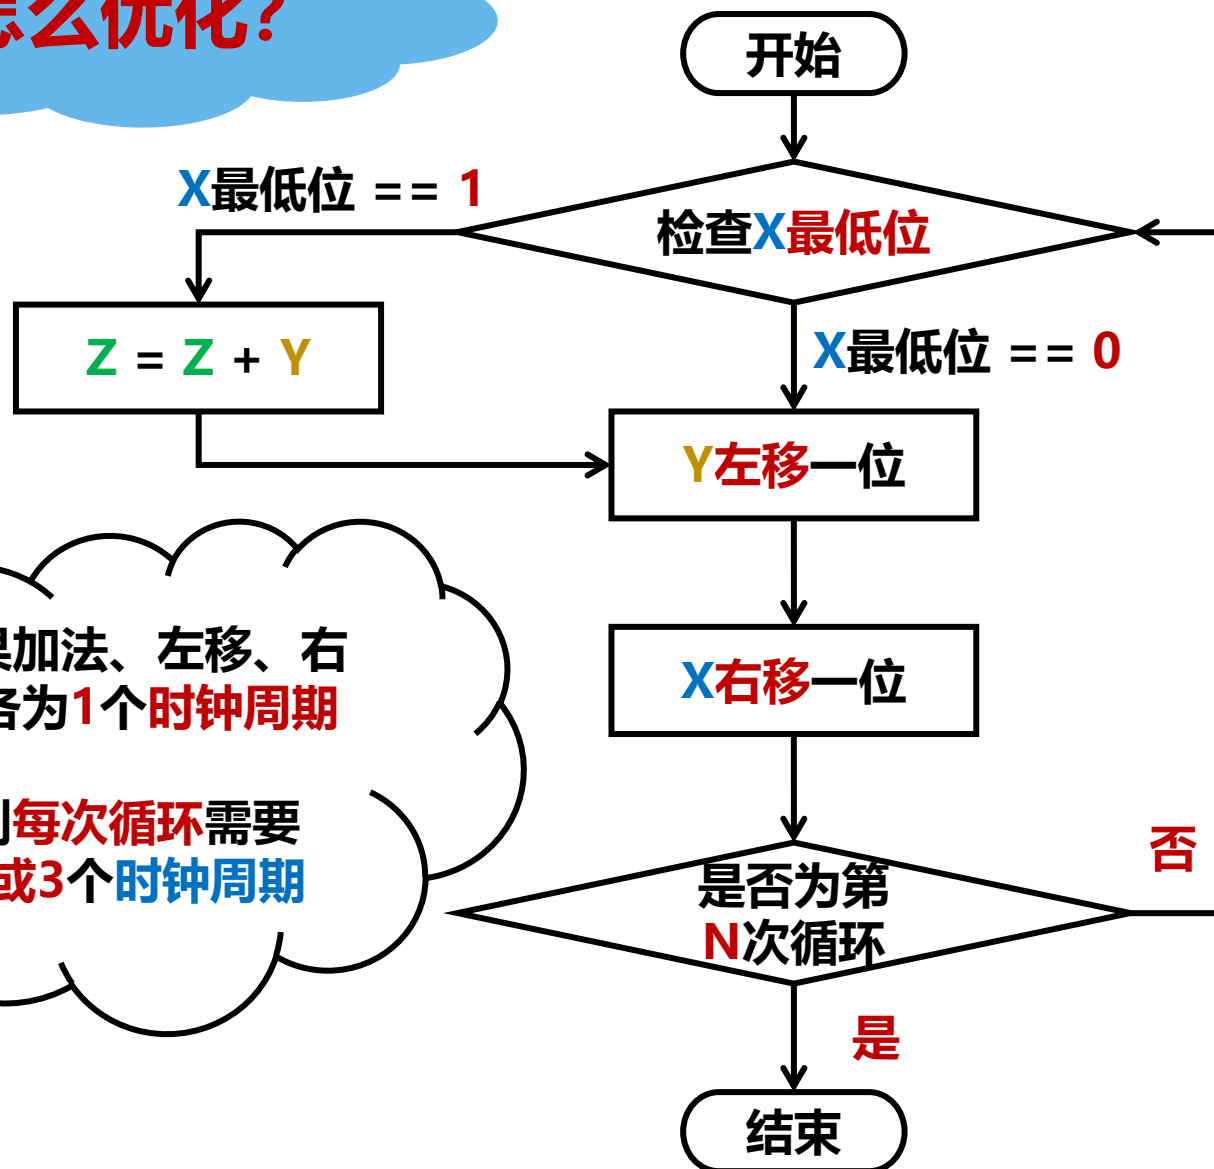 怎么优化？
开始
X最低位 == 1
检查X最低位
Z = Z + Y
X最低位 == 0
Y左移一位
果加法、左移、右
各为1个时钟周期
X右移一位
每次循环需要
或3个时钟周期
否
是否为第
N次循环
是
结束